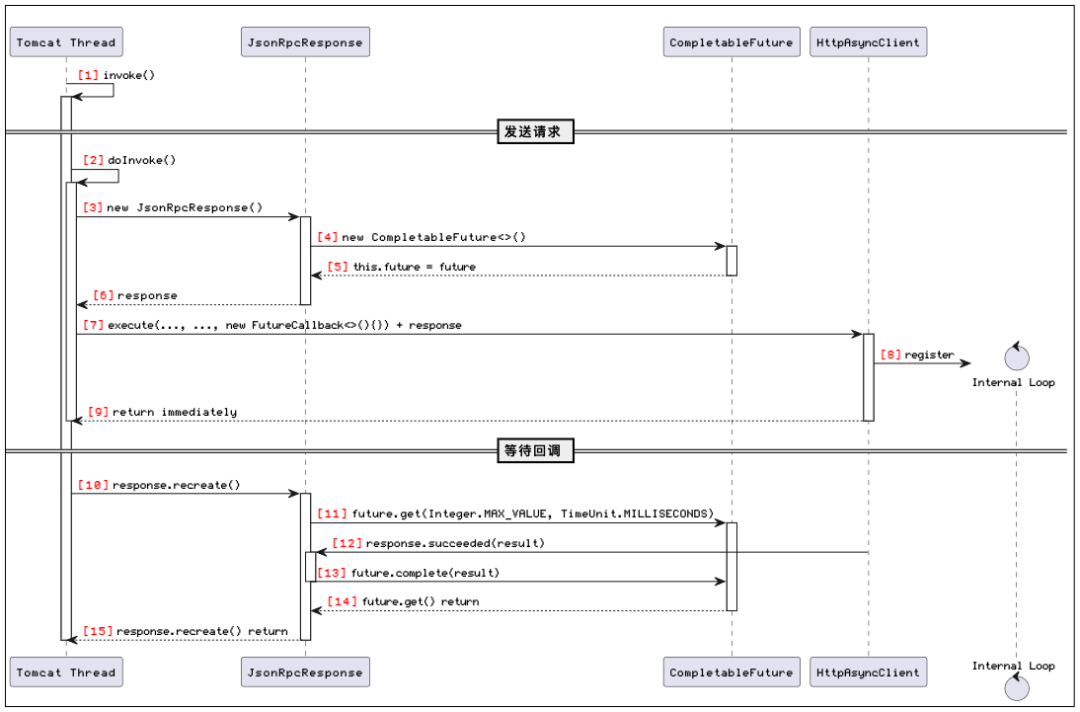 Tomcat Thread JsonRpcResponse CompletableFuture HttpAsyncClient
[1] invoke()
发送请求
[2] doInvoke()
[3] new JsonRpcResponse()
[4] new CompletableFuture<>()
[5] this.future = future
[6] response
[7] execute(..., ..., new FutureCallback<>(){}) + response
[8] register
Internal Loop
[9] return immediately
等待回调
[10] response.recreate()
[11] future.get(Integer.MAX_VALUE, TimeUnit.MILLISECONDS)
[12] response.succeeded(result)
[13] future.complete(result)
[14] future.get() return
[15] response.recreate() return
Tomcat Thread JsonRpcResponse CompletableFuture HttpAsyncClient Internal Loop